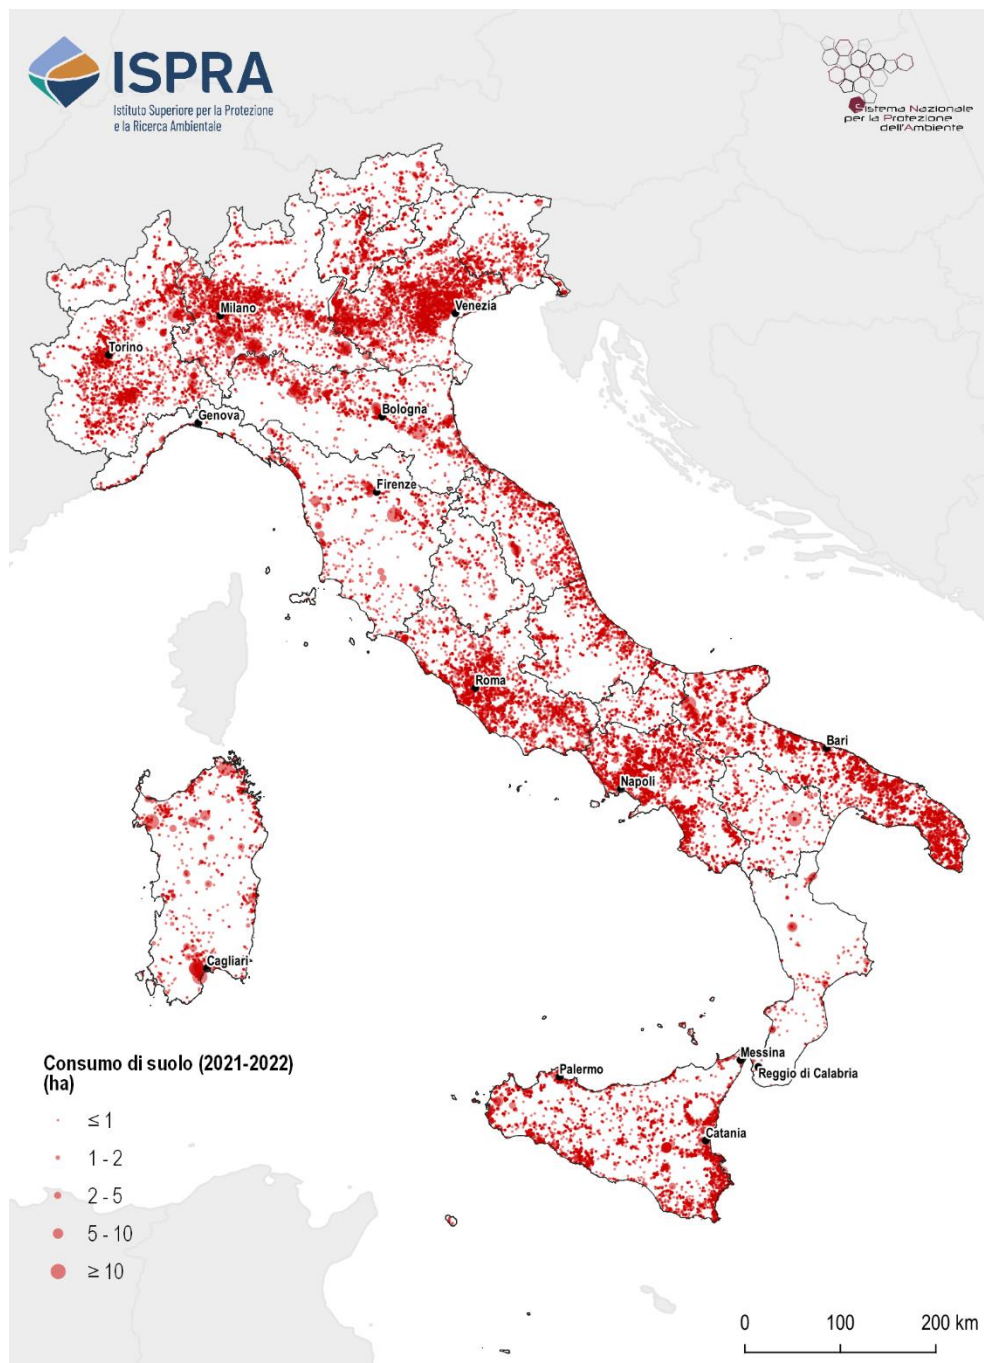 ISPRA
Istituto Superiore per la Protezione
e la Ricerca Ambientale
Sistema Nazionale
per la Protezione
dell'Ambiente
Milano
Venezia
Torino
Bologna
Genova
Firenze
Roma
Bari
Napoli
Cagliari
Messina
Palermo
Reggio di Calabria
Catania
Consumo di suolo (2021-2022)
(ha)
≤ 1
1 - 2
2 - 5
5 - 10
≥ 10
0 100 200 km